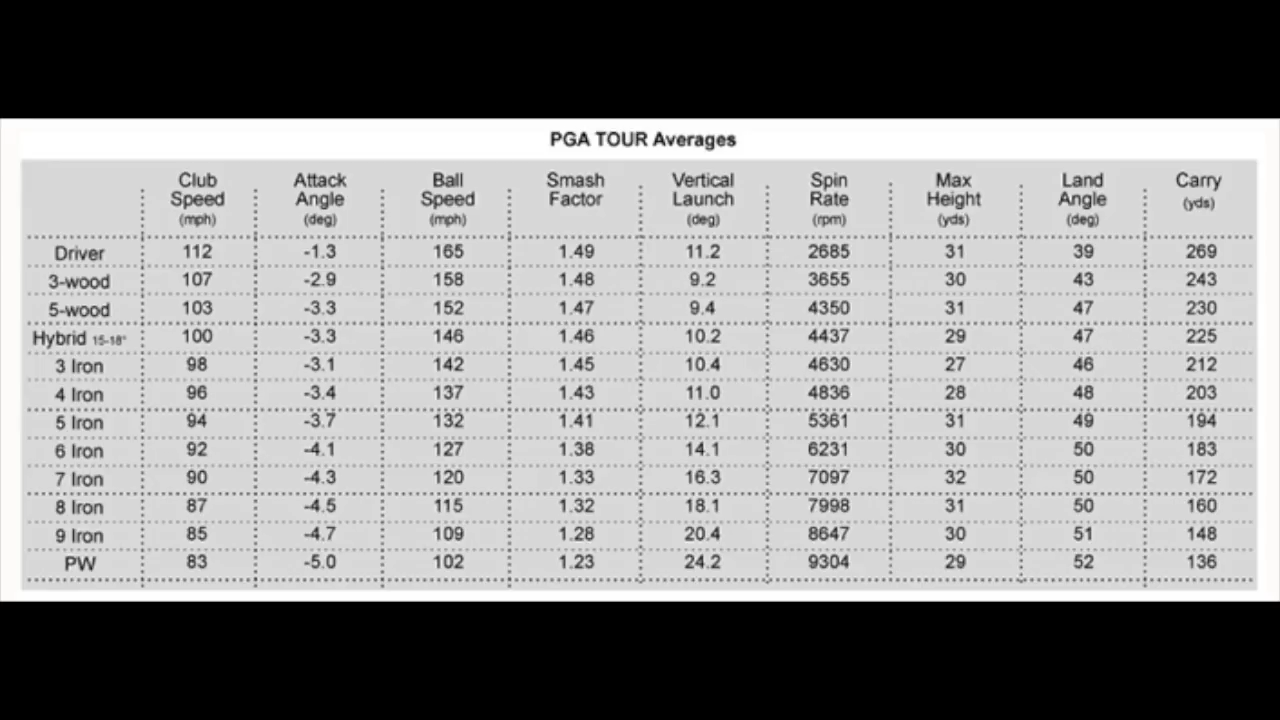 PGA TOUR Averages
Club Speed (mph) Attack Angle (deg) Ball Speed (mph) Smash Factor Vertical Launch (deg) Spin Rate (rpm) Max Height (yds) Land Angle (deg) Carry (yds)
Driver 112 -1.3 165 1.49 11.2 2685 31 39 269
3-wood 107 -2.9 158 1.48 9.2 3655 30 43 243
5-wood 103 -3.3 152 1.47 9.4 4350 31 47 230
Hybrid 15-18° 100 -3.3 146 1.46 10.2 4437 29 47 225
3 Iron 98 -3.1 142 1.45 10.4 4630 27 46 212
4 Iron 96 -3.4 137 1.43 11.0 4836 28 48 203
5 Iron 94 -3.7 132 1.41 12.1 5361 31 49 194
6 Iron 92 -4.1 127 1.38 14.1 6231 30 50 183
7 Iron 90 -4.3 120 1.33 16.3 7097 32 50 172
8 Iron 87 -4.5 115 1.32 18.1 7998 31 50 160
9 Iron 85 -4.7 109 1.28 20.4 8647 30 51 148
PW 83 -5.0 102 1.23 24.2 9304 29 52 136